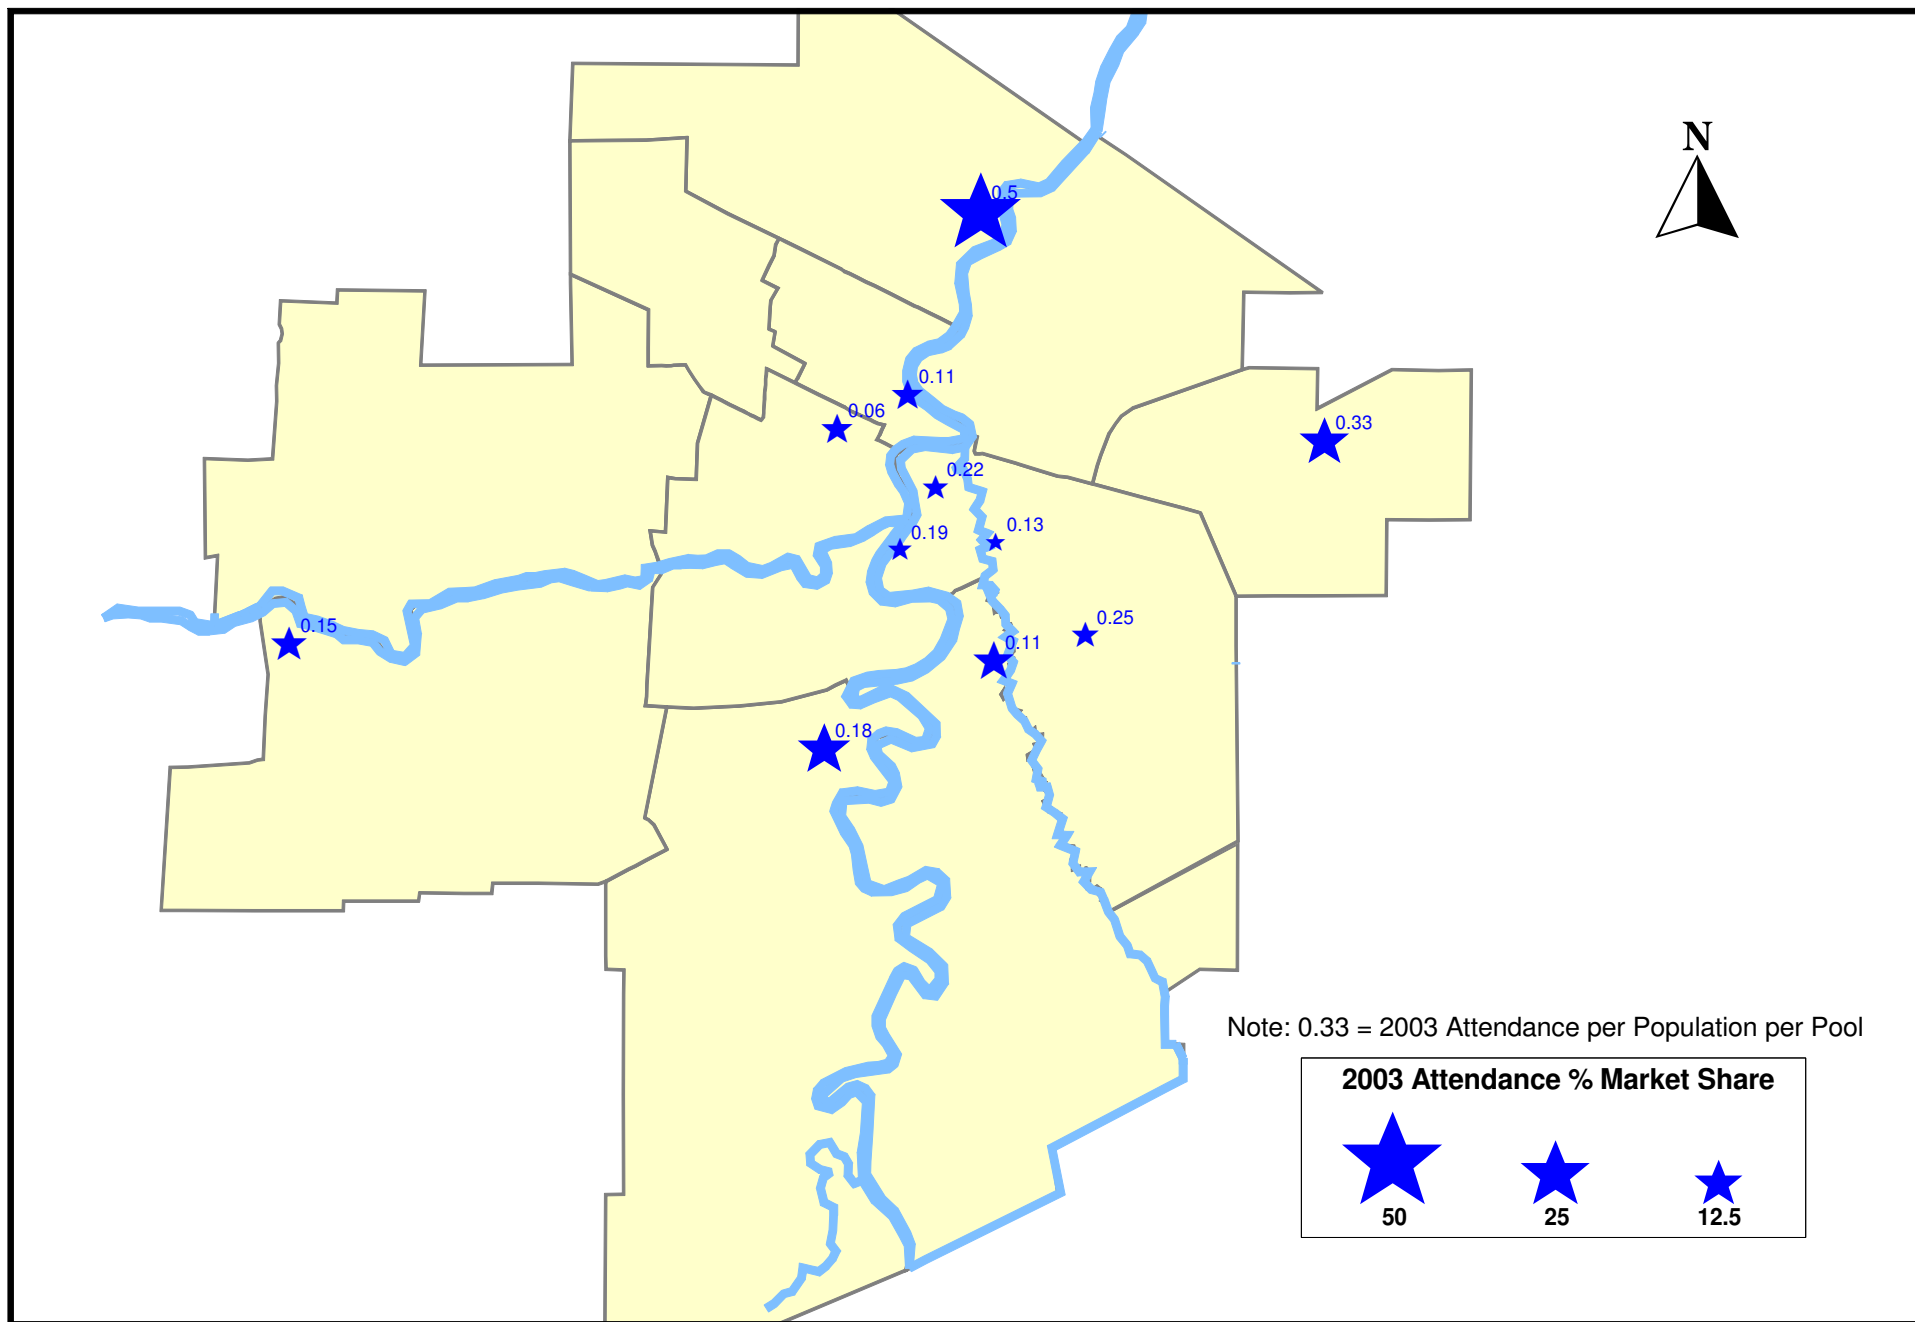 N
0.5
0.11
0.06
0.33
0.22
0.13
0.19
0.15
0.25
0.11
0.18
Note: 0.33 = 2003 Attendance per Population per Pool
2003 Attendance % Market Share
50 25 12.5